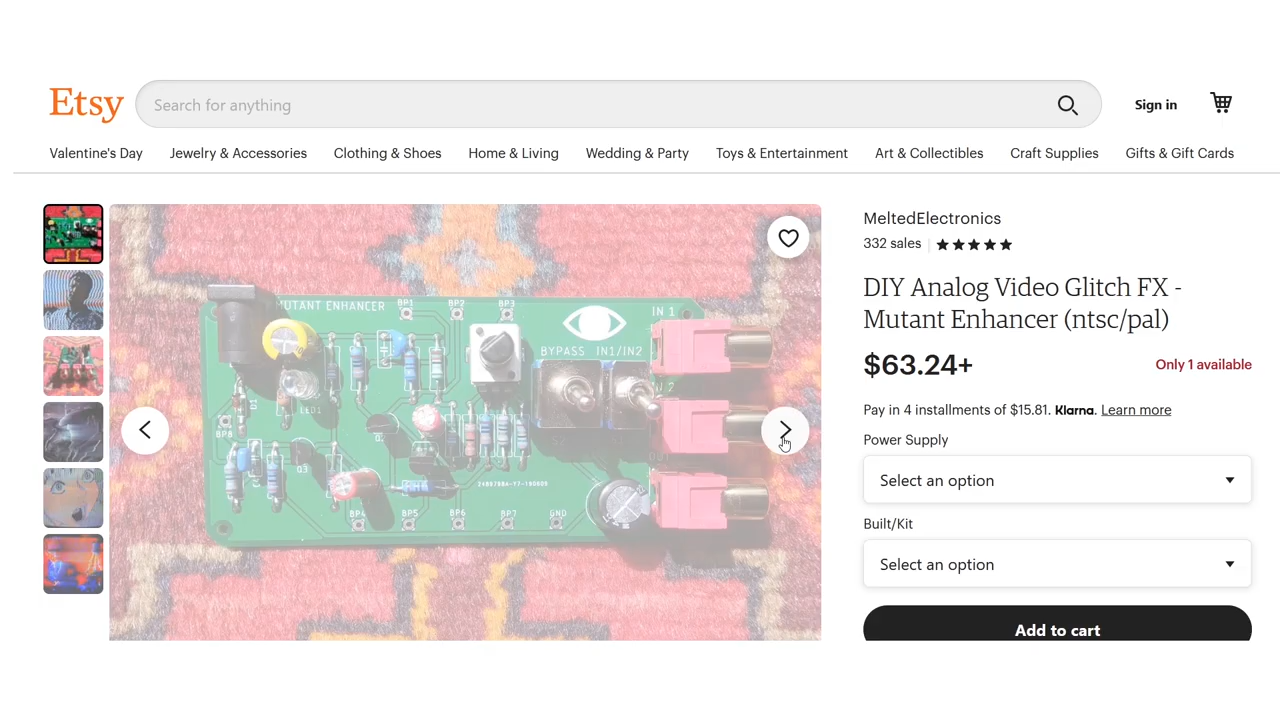 Etsy
Search for anything
Sign in
Valentine's Day
Jewelry & Accessories
Clothing & Shoes
Home & Living
Wedding & Party
Toys & Entertainment
Art & Collectibles
Craft Supplies
Gifts & Gift Cards
MeltedElectronics
332 sales
DIY Analog Video Glitch FX -
Mutant Enhancer (ntsc/pal)
$63.24+
Only 1 available
Pay in 4 installments of $15.81. Klarna. Learn more
Power Supply
Select an option
Built/Kit
Select an option
Add to cart
MUTANT ENHANCER
BP1
BP2
BP3
IN 1
BYPASS IN1/IN2
LED1
BP8
BP4
BP5
BP6
BP7
GND